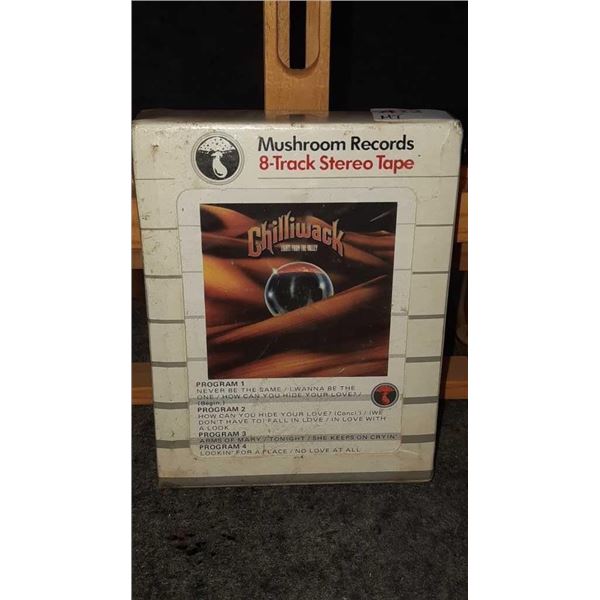 Mushroom Records
8-Track Stereo Tape
Chilliwack
LIGHTS FROM THE VALLEY
PROGRAM 1
NEVER BE THE SAME / I WANNA BE THE
ONE / HOW CAN YOU HIDE YOUR LOVE? /
(Begin.)
PROGRAM 2
HOW CAN YOU HIDE YOUR LOVE? (Concl.) / (WE
DON'T HAVE TO) FALL IN LOVE / IN LOVE WITH
A LOOK
PROGRAM 3
ARMS OF MARY / TONIGHT / SHE KEEPS ON CRYIN'
PROGRAM 4
LOOKIN' FOR A PLACE / NO LOVE AT ALL